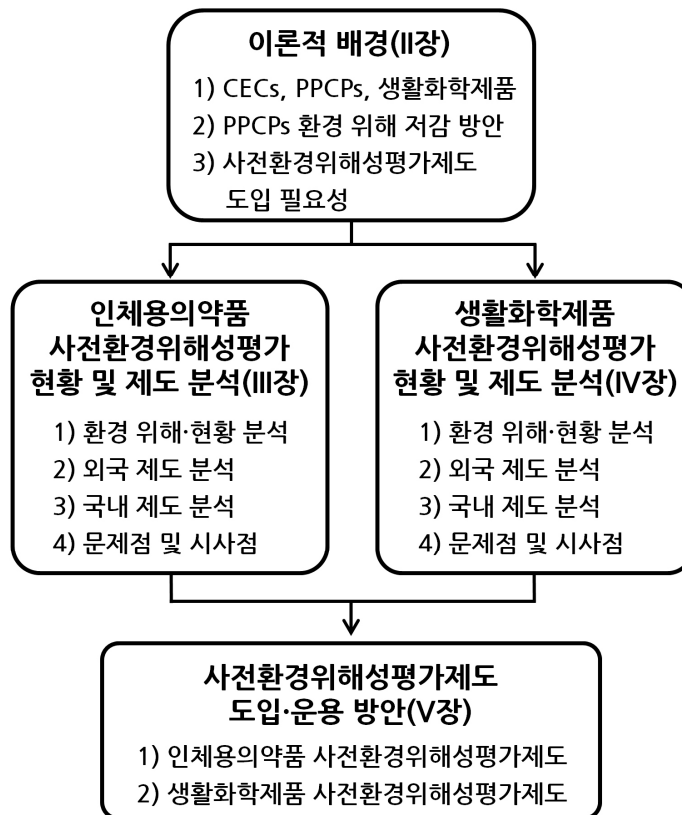 이론적 배경(II장)
1) CECs, PPCPs, 생활화학제품
2) PPCPs 환경 위해 저감 방안
3) 사전환경위해성평가제도
도입 필요성
인체용의약품
사전환경위해성평가
현황 및 제도 분석(III장)
1) 환경 위해·현황 분석
2) 외국 제도 분석
3) 국내 제도 분석
4) 문제점 및 시사점
생활화학제품
사전환경위해성평가
현황 및 제도 분석(IV장)
1) 환경 위해·현황 분석
2) 외국 제도 분석
3) 국내 제도 분석
4) 문제점 및 시사점
사전환경위해성평가제도
도입·운용 방안(V장)
1) 인체용의약품 사전환경위해성평가제도
2) 생활화학제품 사전환경위해성평가제도